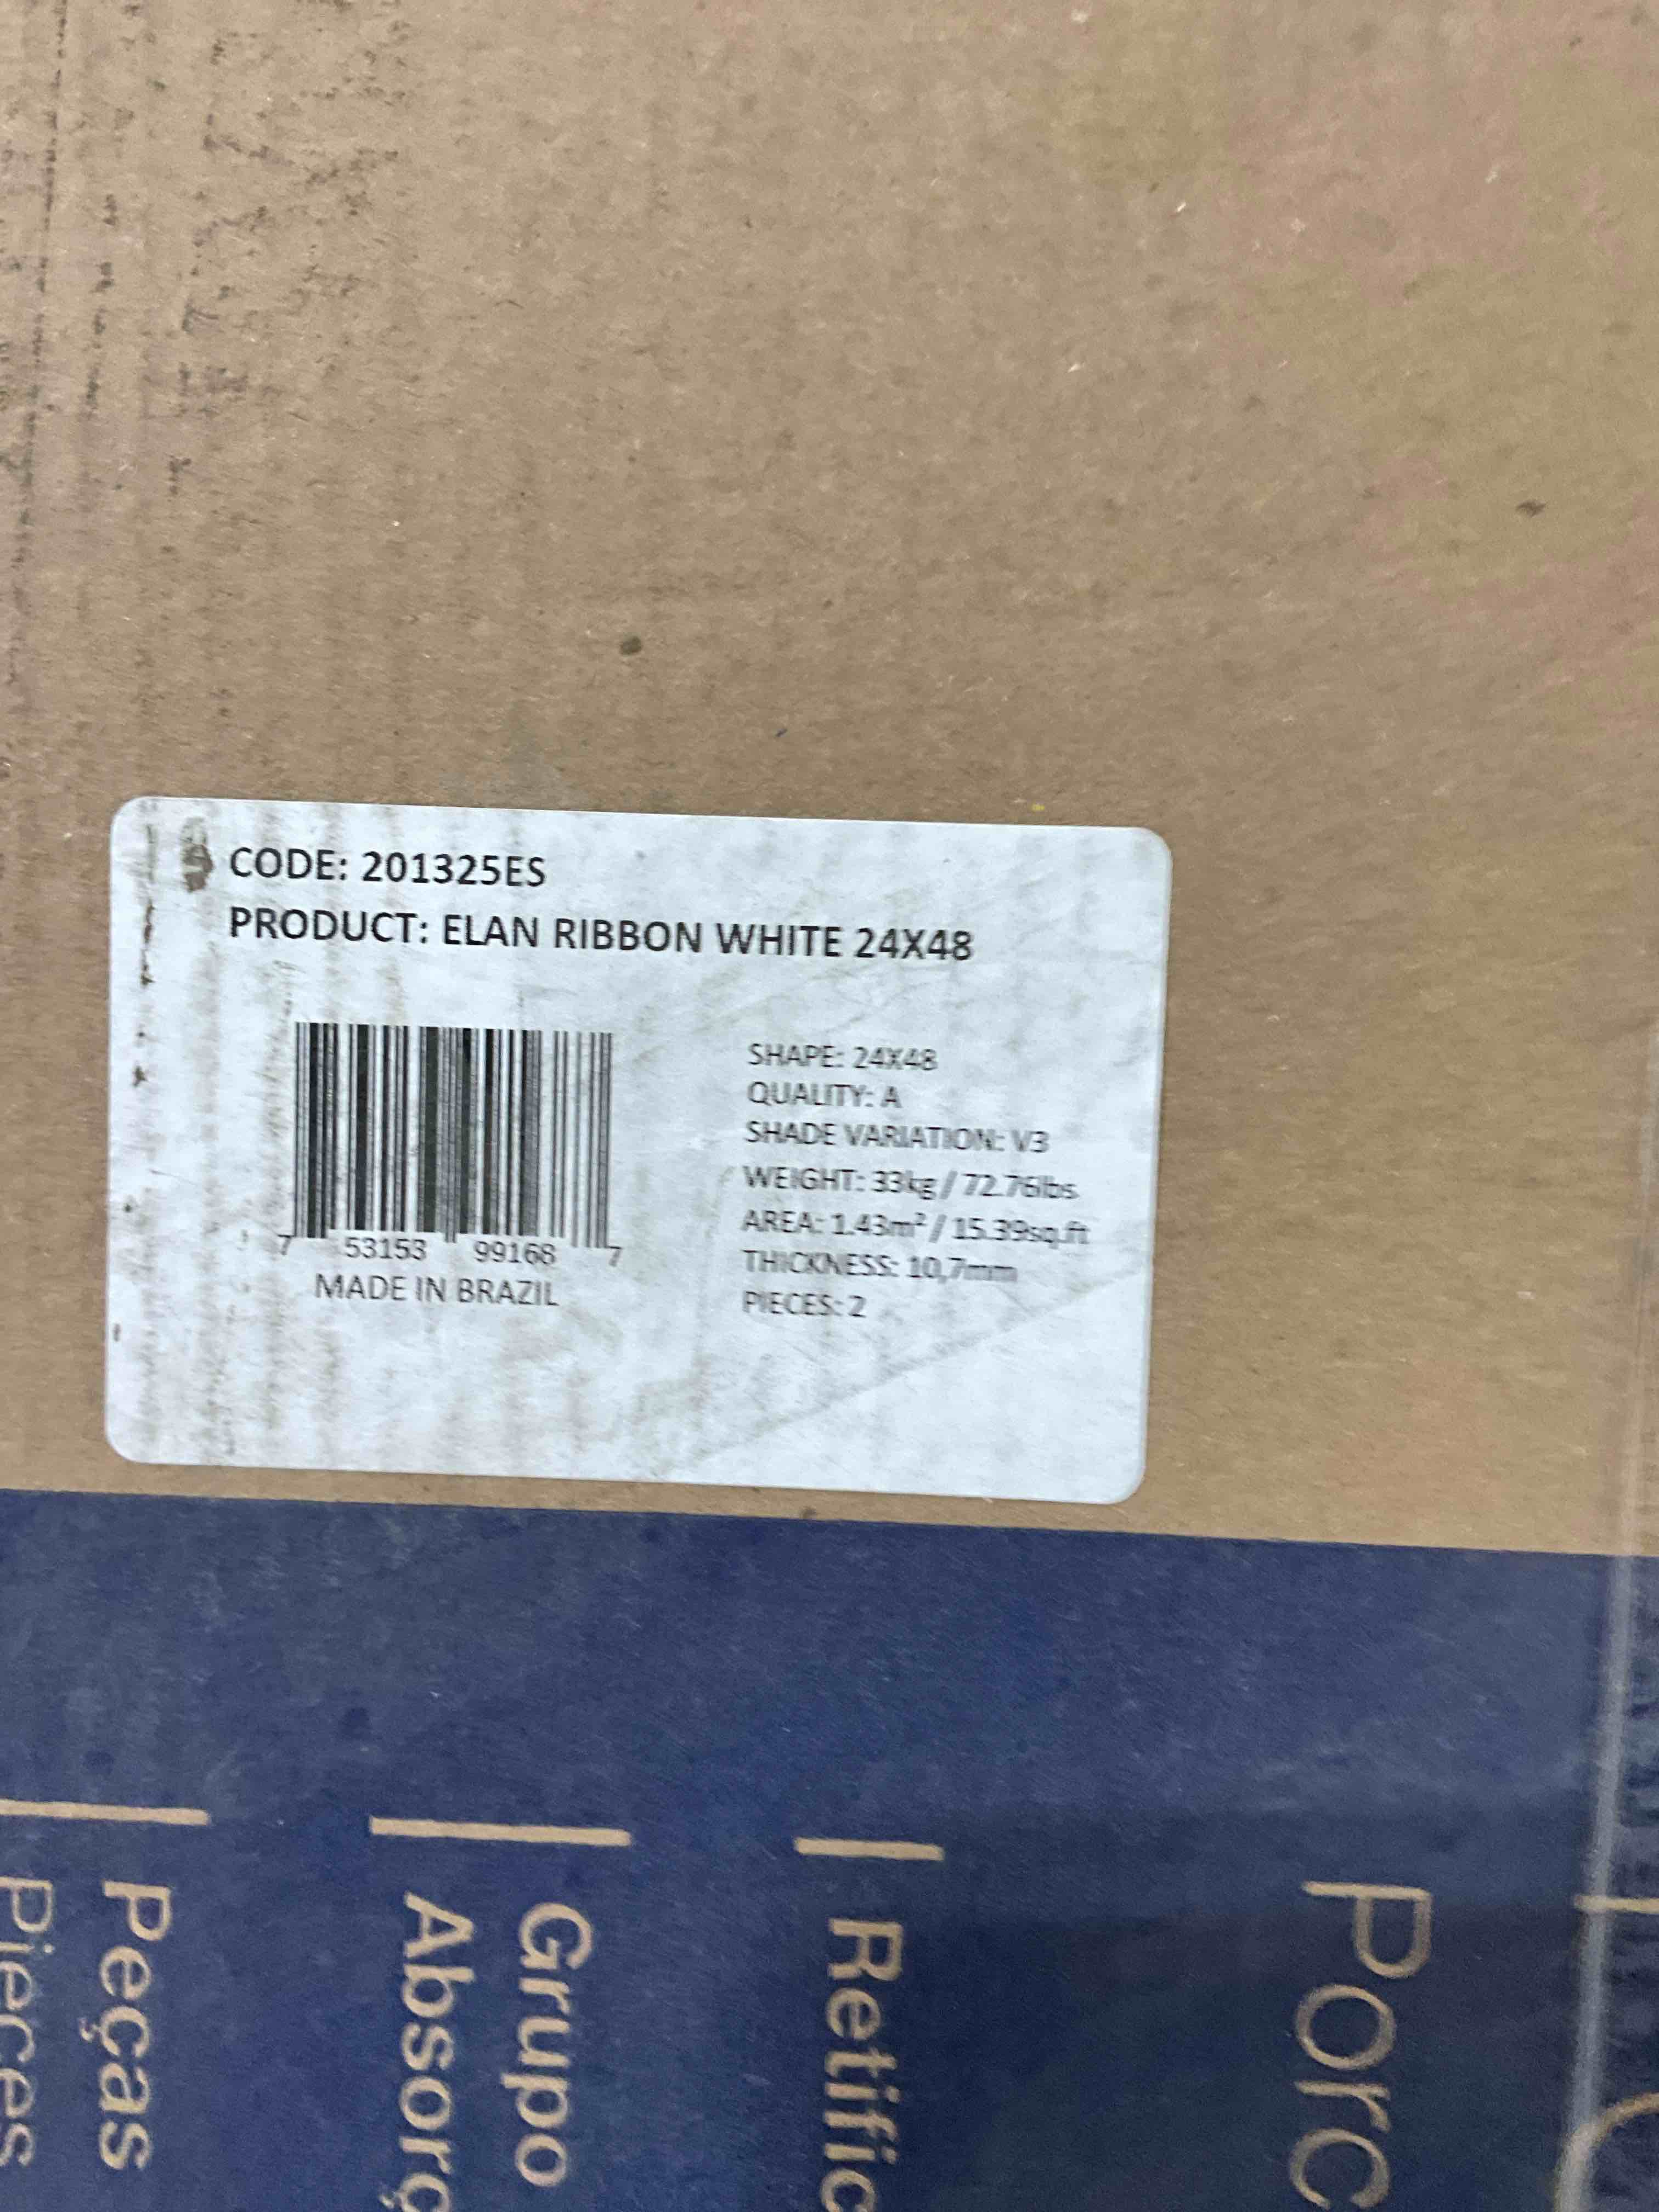 CODE: 201325ES
PRODUCT: ELAN RIBBON WHITE 24X48
7 53153 99168 7
MADE IN BRAZIL
SHAPE: 24X48
QUALITY: A
SHADE VARIATION: V3
WEIGHT: 33kg / 72.76lbs
AREA: 1.43m² / 15.39sq.ft
THICKNESS: 10,7mm
PIECES: 2
Porc
Retific
Grupo
Absorç
Peças
Pieces